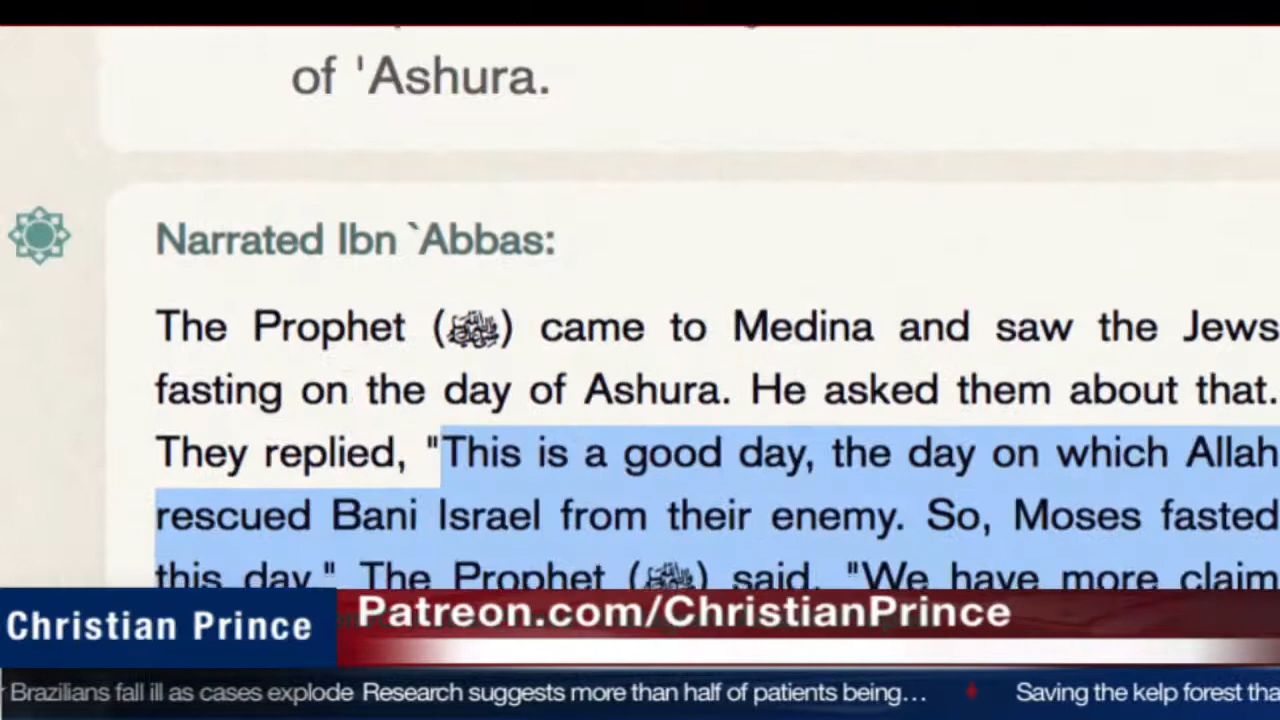 of 'Ashura.
Narrated Ibn `Abbas:
The Prophet (ﷺ) came to Medina and saw the Jews
fasting on the day of Ashura. He asked them about that.
They replied, "This is a good day, the day on which Allah
rescued Bani Israel from their enemy. So, Moses fasted
this day." The Prophet (ﷺ) said, "We have more claim
Christian Prince
Patreon.com/ChristianPrince
Brazilians fall ill as cases explode Research suggests more than half of patients being… Saving the kelp forest tha